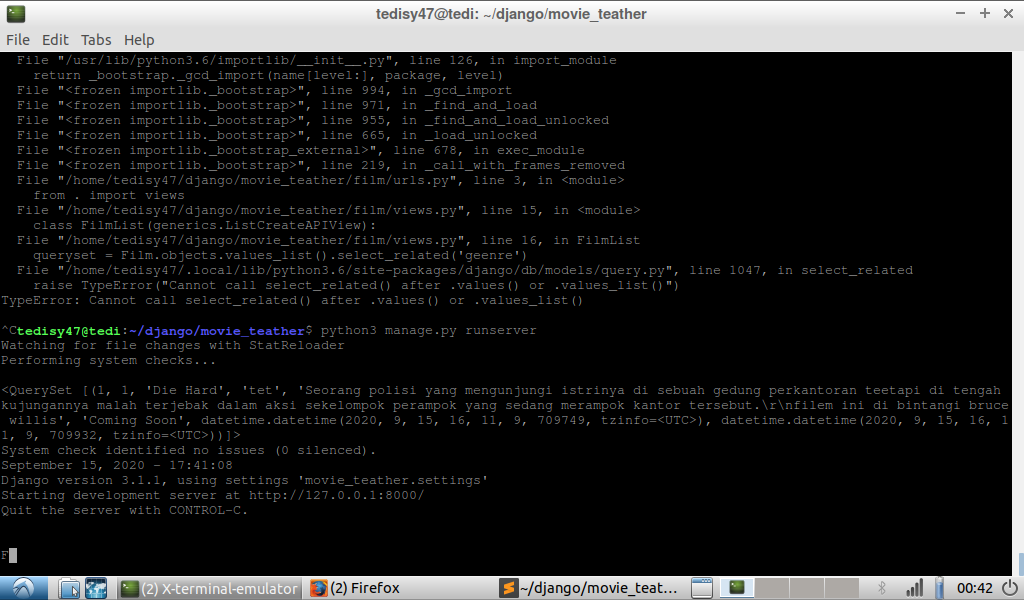 tedisy47@tedi: ~/django/movie_teather
File Edit Tabs Help
File "/usr/lib/python3.6/importlib/__init__.py", line 126, in import_module
return _bootstrap._gcd_import(name[level:], package, level)
File "<frozen importlib._bootstrap>", line 994, in _gcd_import
File "<frozen importlib._bootstrap>", line 971, in _find_and_load
File "<frozen importlib._bootstrap>", line 955, in _find_and_load_unlocked
File "<frozen importlib._bootstrap>", line 665, in _load_unlocked
File "<frozen importlib._bootstrap_external>", line 678, in exec_module
File "<frozen importlib._bootstrap>", line 219, in _call_with_frames_removed
File "/home/tedisy47/django/movie_teather/film/urls.py", line 3, in <module>
from . import views
File "/home/tedisy47/django/movie_teather/film/views.py", line 15, in <module>
class FilmList(generics.ListCreateAPIView):
File "/home/tedisy47/django/movie_teather/film/views.py", line 16, in FilmList
queryset = Film.objects.values_list().select_related('geenre')
File "/home/tedisy47/.local/lib/python3.6/site-packages/django/db/models/query.py", line 1047, in select_related
raise TypeError("Cannot call select_related() after .values() or .values_list()")
TypeError: Cannot call select_related() after .values() or .values_list()
^Ctedisy47@tedi:~/django/movie_teather$ python3 manage.py runserver
Watching for file changes with StatReloader
Performing system checks...
<QuerySet [(1, 1, 'Die Hard', 'tet', 'Seorang polisi yang mengunjungi istrinya di sebuah gedung perkantoran teetapi di tengah
kujungannya malah terjebak dalam aksi sekelompok perampok yang sedang merampok kantor tersebut.\r\nfilem ini di bintangi bruce
willis', 'Coming Soon', datetime.datetime(2020, 9, 15, 16, 11, 9, 709749, tzinfo=<UTC>), datetime.datetime(2020, 9, 15, 16, 1
1, 9, 709932, tzinfo=<UTC>))]>
System check identified no issues (0 silenced).
September 15, 2020 - 17:41:08
Django version 3.1.1, using settings 'movie_teather.settings'
Starting development server at http://127.0.0.1:8000/
Quit the server with CONTROL-C.
F
(2) X-terminal-emulator (2) Firefox ~/django/movie_teat... 00:42